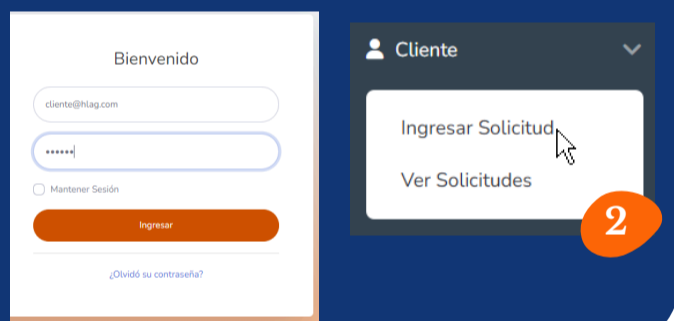 Bienvenido
cliente@hlag.com
••••••
Mantener Sesión
Ingresar
¿Olvidó su contraseña?
Cliente
Ingresar Solicitud
Ver Solicitudes
2